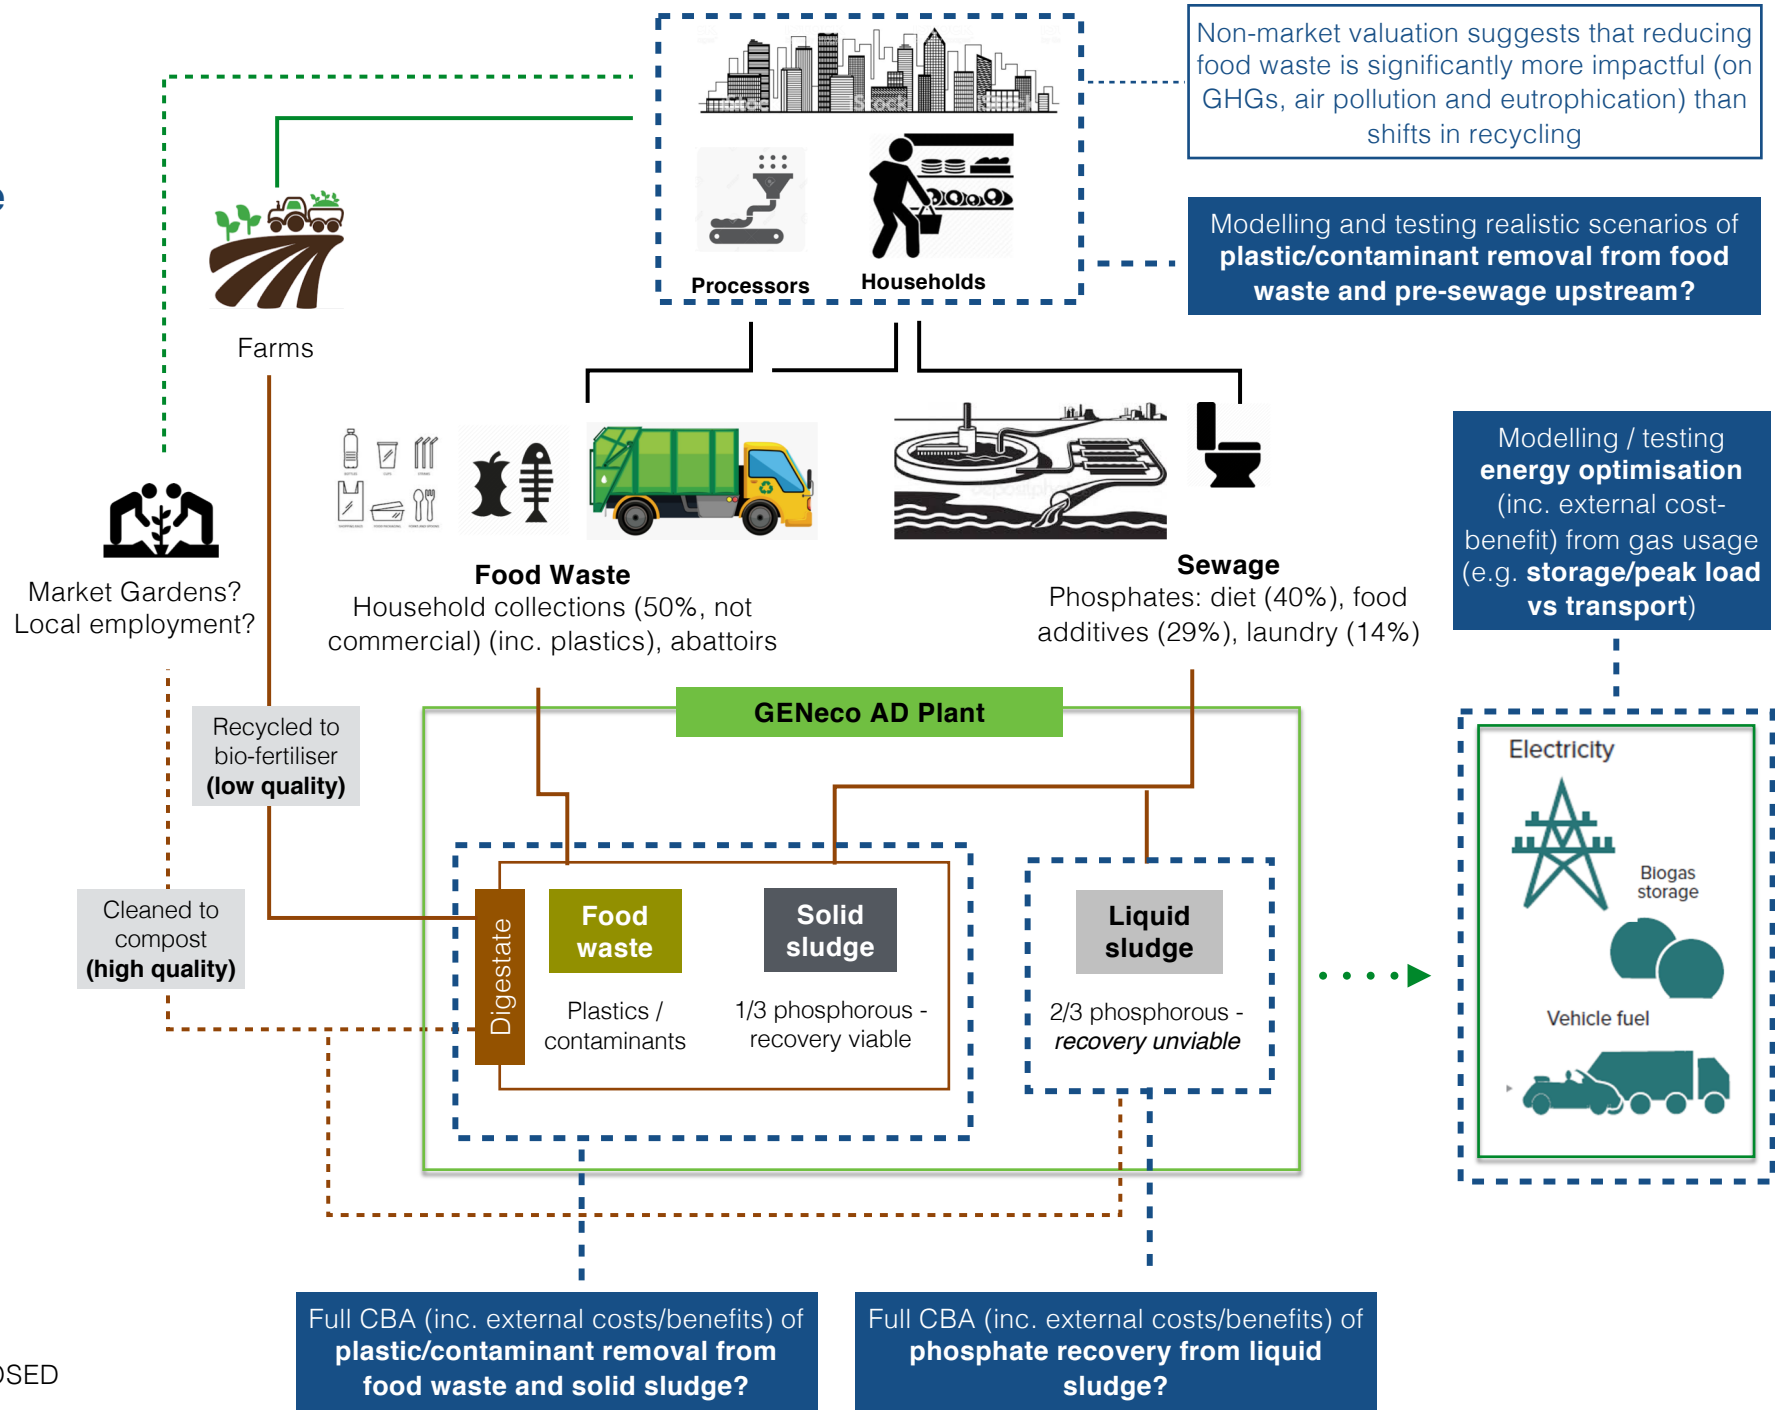 Non-market valuation suggests that reducing
food waste is significantly more impactful (on
GHGs, air pollution and eutrophication) than
shifts in recycling
e
Modelling and testing realistic scenarios of
plastic/contaminant removal from food
waste and pre-sewage upstream?
Processors
Households
Farms
Modelling / testing
energy optimisation
(inc. external cost-
benefit) from gas usage
(e.g. storage/peak load
vs transport)
Food Waste
Household collections (50%, not
commercial) (inc. plastics), abattoirs
Sewage
Phosphates: diet (40%), food
additives (29%), laundry (14%)
Market Gardens?
Local employment?
GENeco AD Plant
Recycled to
bio-fertiliser
(low quality)
Electricity
Biogas
storage
Vehicle fuel
Cleaned to
compost
(high quality)
Digestate
Food
waste
Plastics /
contaminants
Solid
sludge
1/3 phosphorous -
recovery viable
Liquid
sludge
2/3 phosphorous -
recovery unviable
Full CBA (inc. external costs/benefits) of
plastic/contaminant removal from
food waste and solid sludge?
Full CBA (inc. external costs/benefits) of
phosphate recovery from liquid
sludge?
OSED